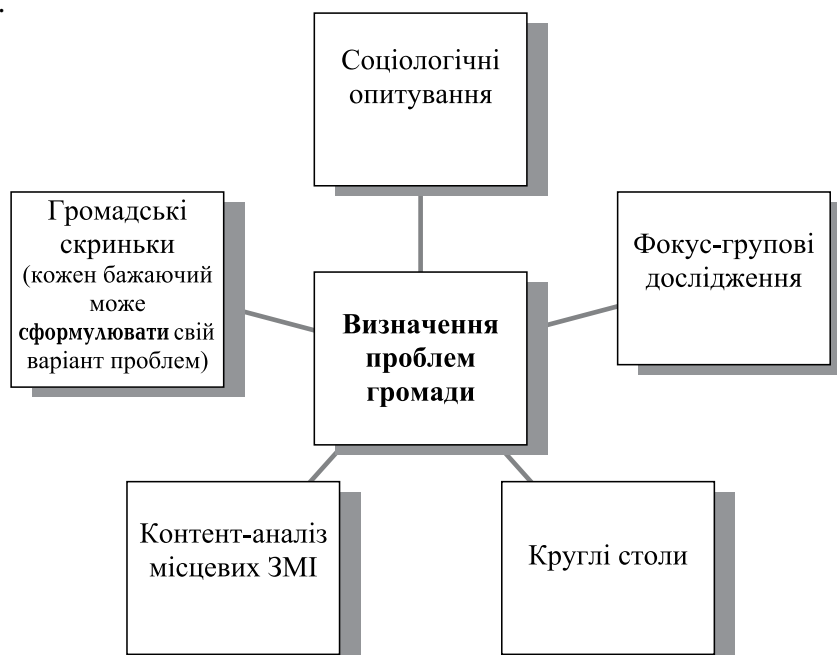 .
Соціологічні
опитування
Громадські
скриньки
(кожен бажаючий
може
сформулювати свій
варіант проблем)
Фокус-групові
дослідження
Визначення
проблем
громади
Контент-аналіз
місцевих ЗМІ
Круглі столи